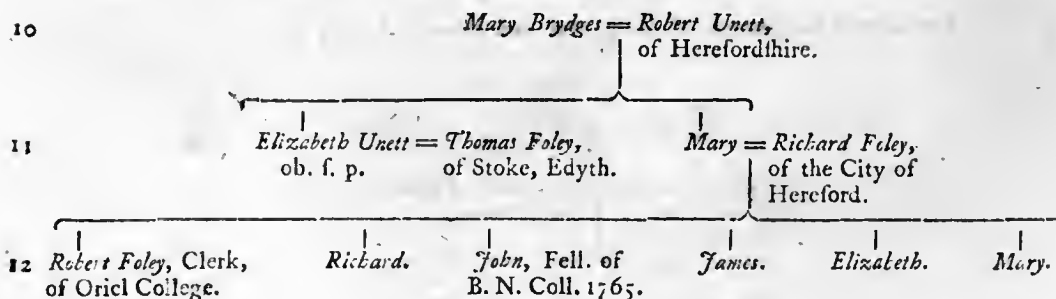 10 Mary Brydges = Robert Unett,
of Herefordſhire.
11 Elizabeth Unett = Thomas Foley, Mary = Richard Foley,
ob. ſ. p. of Stoke, Edyth. of the City of
Hereford.
12 Robert Foley, Clerk, Richard. John, Fell. of James. Elizabeth. Mary.
of Oriel College. B. N. Coll. 1765.